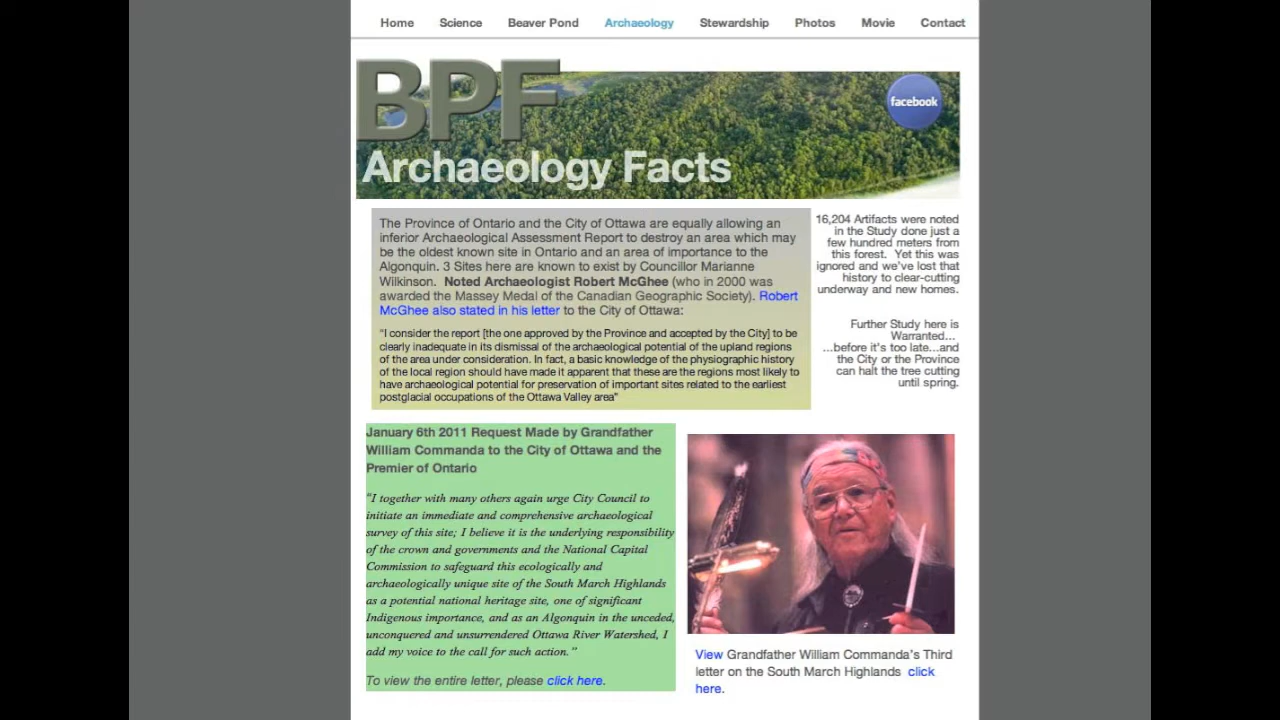 Home Science Beaver Pond Archaeology Stewardship Photos Movie Contact
BPF
facebook
Archaeology Facts
The Province of Ontario and the City of Ottawa are equally allowing an
inferior Archaeological Assessment Report to destroy an area which may
be the oldest known site in Ontario and an area of importance to the
Algonquin. 3 Sites here are known to exist by Councillor Marianne
Wilkinson. Noted Archaeologist Robert McGhee (who in 2000 was
awarded the Massey Medal of the Canadian Geographic Society). Robert
McGhee also stated in his letter to the City of Ottawa:
"I consider the report [the one approved by the Province and accepted by the City] to be
clearly inadequate in its dismissal of the archaeological potential of the upland regions
of the area under consideration. In fact, a basic knowledge of the physiographic history
of the local region should have made it apparent that these are the regions most likely to
have archaeological potential for preservation of important sites related to the earliest
postglacial occupations of the Ottawa Valley area"
16,204 Artifacts were noted
in the Study done just a
few hundred meters from
this forest. Yet this was
ignored and we've lost that
history to clear-cutting
underway and new homes.
Further Study here is
Warranted...
...before it's too late...and
the City or the Province
can halt the tree cutting
until spring.
January 6th 2011 Request Made by Grandfather
William Commanda to the City of Ottawa and the
Premier of Ontario
"I together with many others again urge City Council to
initiate an immediate and comprehensive archaeological
survey of this site; I believe it is the underlying responsibility
of the crown and governments and the National Capital
Commission to safeguard this ecologically and
archaeologically unique site of the South March Highlands
as a potential national heritage site, one of significant
Indigenous importance, and as an Algonquin in the unceded,
unconquered and unsurrendered Ottawa River Watershed, I
add my voice to the call for such action."
To view the entire letter, please click here.
View Grandfather William Commanda's Third
letter on the South March Highlands click
here.